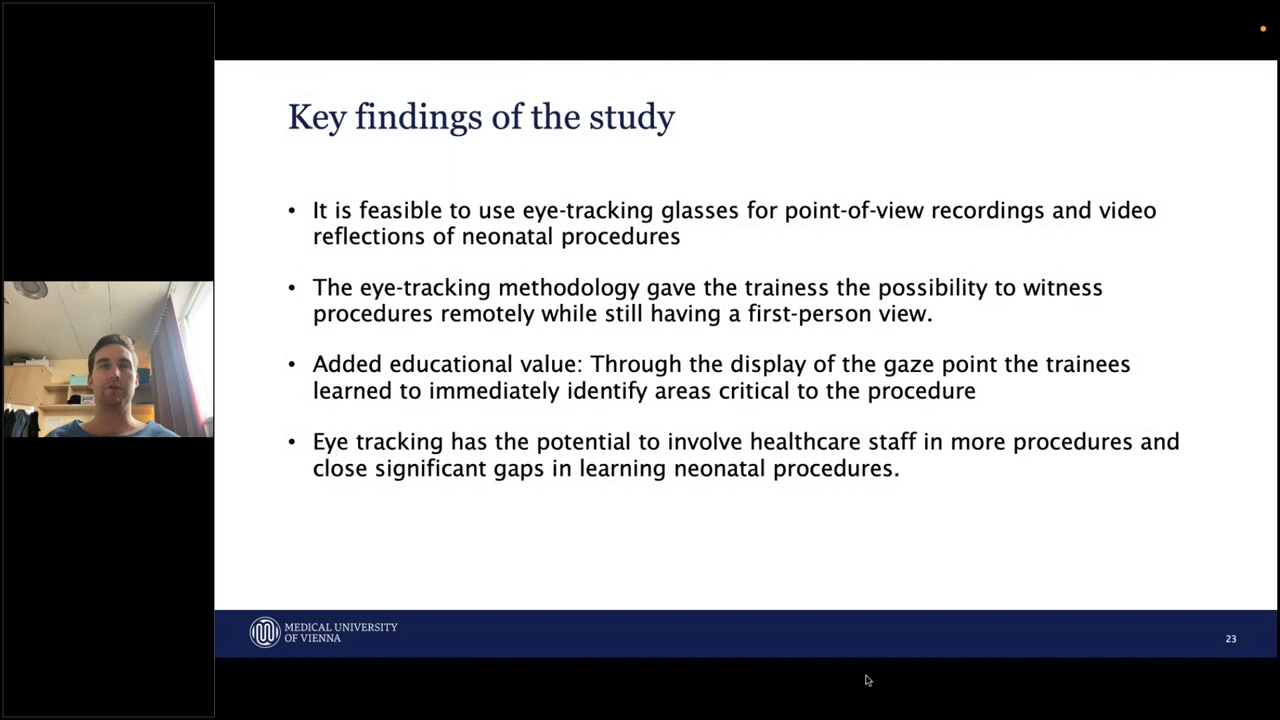 Key findings of the study
• It is feasible to use eye-tracking glasses for point-of-view recordings and video
reflections of neonatal procedures
• The eye-tracking methodology gave the trainess the possibility to witness
procedures remotely while still having a first-person view.
• Added educational value: Through the display of the gaze point the trainees
learned to immediately identify areas critical to the procedure
• Eye tracking has the potential to involve healthcare staff in more procedures and
close significant gaps in learning neonatal procedures.
MEDICAL UNIVERSITY
OF VIENNA
23